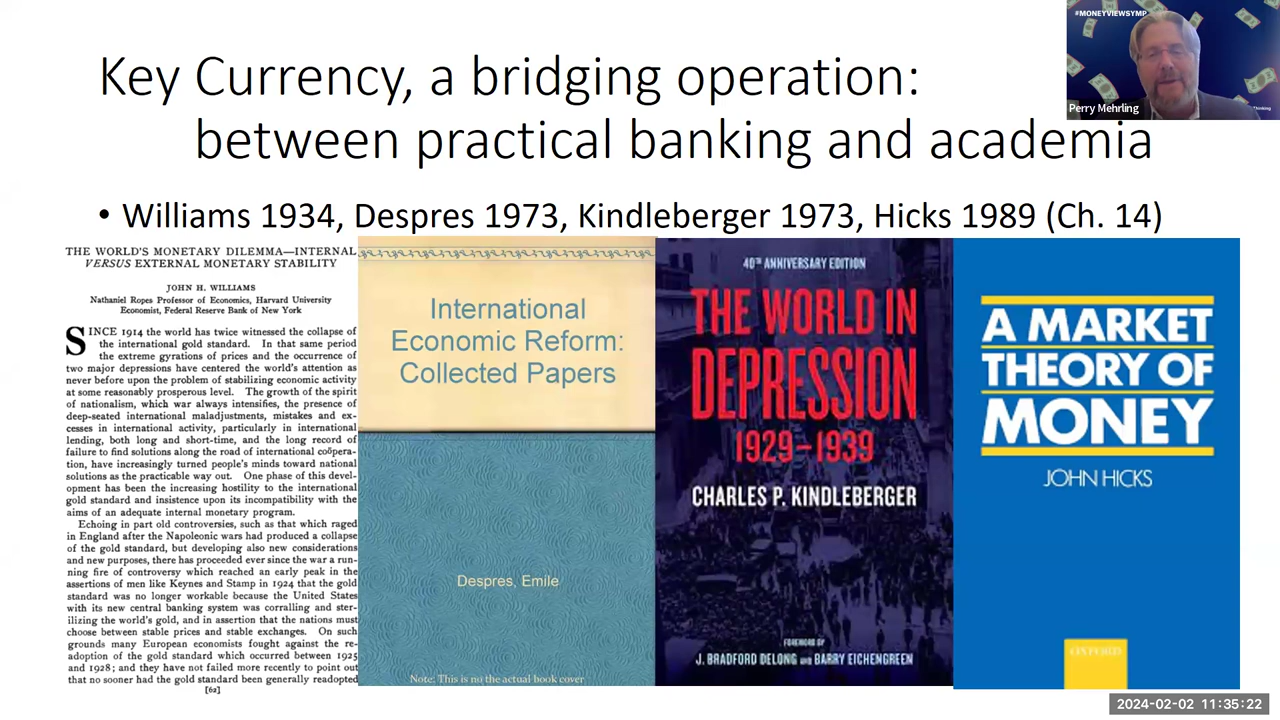 Key Currency, a bridging operation:
between practical banking and academia
#MONEYVIEWSYMP
Perry Mehrling
• Williams 1934, Despres 1973, Kindleberger 1973, Hicks 1989 (Ch. 14)
THE WORLD'S MONETARY DILEMMA—INTERNAL
VERSUS EXTERNAL MONETARY STABILITY
JOHN H. WILLIAMS
Nathaniel Ropes Professor of Economics, Harvard University
Economist, Federal Reserve Bank of New York
SINCE 1914 the world has twice witnessed the collapse of
the international gold standard. In that same period
the extreme gyrations of prices and the occurrence of
two major depressions have centered the world's attention as
never before upon the problem of stabilizing economic activity
at some reasonably prosperous level. The growth of the spirit
of nationalism, which war always intensifies, the presence of
deep-seated international maladjustments, mistakes and ex-
cesses in international activity, particularly in international
lending, both long and short-time, and the long record of
failure to find solutions along the road of international coöpera-
tion, have increasingly turned people's minds toward national
solutions as the practicable way out. One phase of this devel-
opment has been the increasing hostility to the international
gold standard and insistence upon its incompatibility with the
aims of an adequate internal monetary program.
Echoing in part old controversies, such as that which raged
in England after the Napoleonic wars had produced a collapse
of the gold standard, but developing also new considerations
and new purposes, there has proceeded ever since the war a run-
ning fire of controversy which reached an early peak in the
assertions of men like Keynes and Stamp in 1924 that the gold
standard was no longer workable because the United States
with its new central banking system was corralling and ster-
ilizing the world's gold, and in assertion that the nations must
choose between stable prices and stable exchanges. On such
grounds many European economists fought against the re-
adoption of the gold standard which occurred between 1925
and 1928; and they have not failed more recently to point out
that no sooner had the gold standard been generally readopted
[62]
International
Economic Reform:
Collected Papers
Despres, Emile
Note: This is no the actual book cover
40TH ANNIVERSARY EDITION
THE WORLD IN
DEPRESSION
1929–1939
CHARLES P. KINDLEBERGER
FOREWORD BY
J. BRADFORD DELONG and BARRY EICHENGREEN
A MARKET
THEORY OF
MONEY
JOHN HICKS
OXFORD
2024-02-02 11:35:22